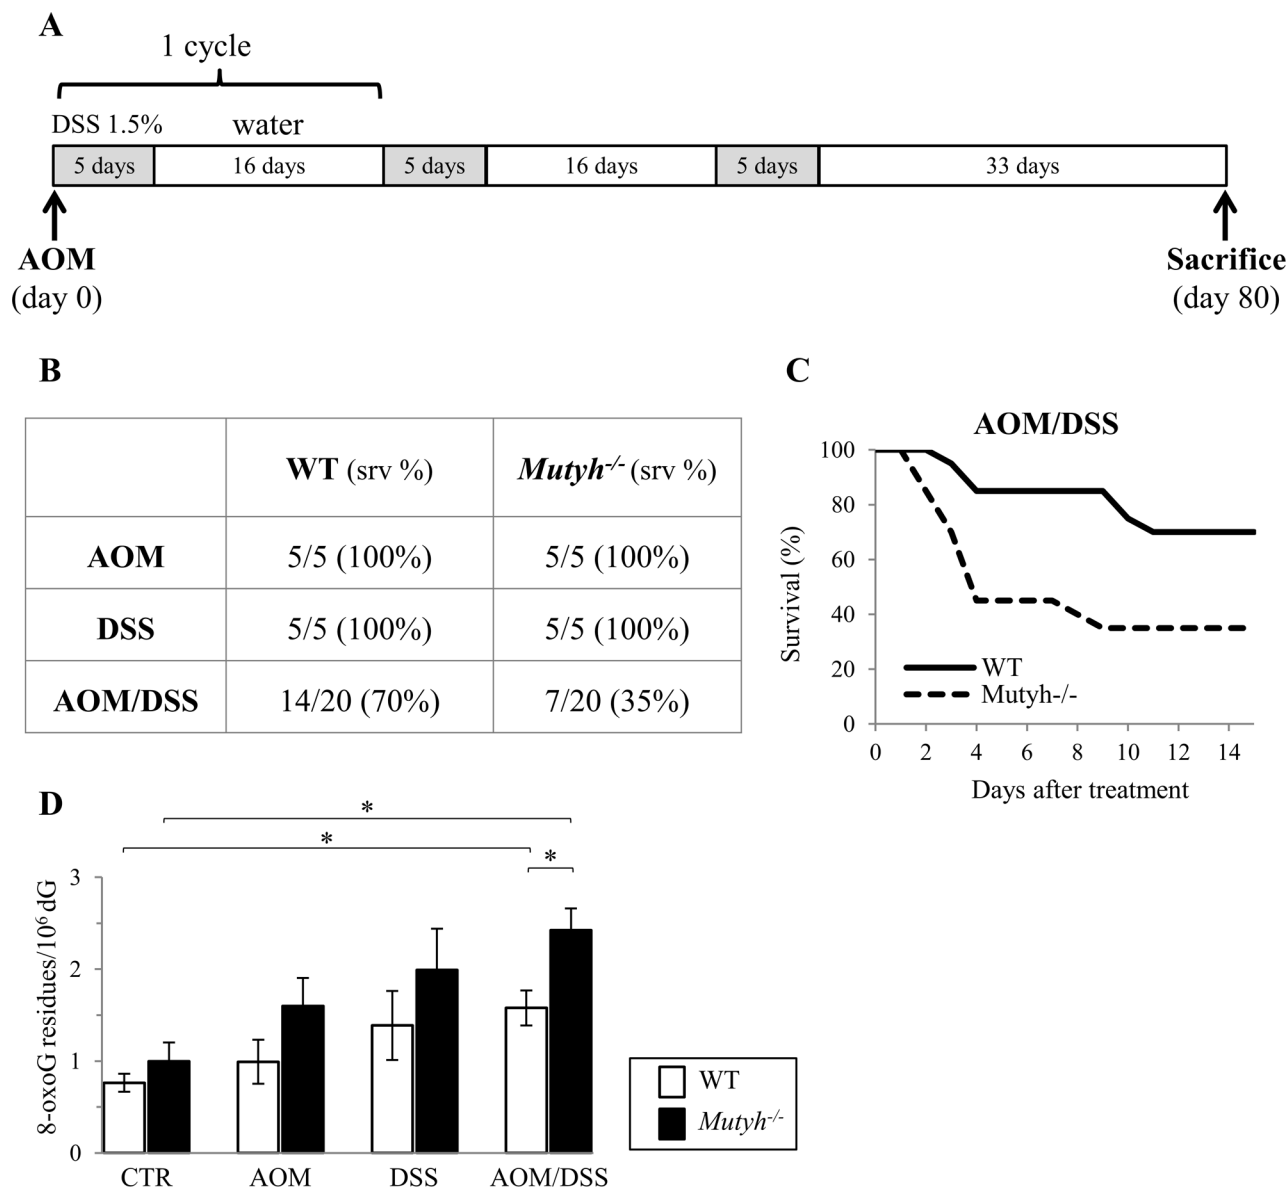 A
1 cycle
DSS 1.5% water
5 days 16 days 5 days 16 days 5 days 33 days
AOM
(day 0)
Sacrifice
(day 80)
B
WT (srv %) Mutyh-/- (srv %)
AOM 5/5 (100%) 5/5 (100%)
DSS 5/5 (100%) 5/5 (100%)
AOM/DSS 14/20 (70%) 7/20 (35%)
C
AOM/DSS
Survival (%)
100
80
60
40
20
0
WT
Mutyh-/-
0 2 4 6 8 10 12 14
Days after treatment
D
*
*
*
8-oxoG residues/10⁶ dG
3
2
1
0
CTR AOM DSS AOM/DSS
WT
Mutyh-/-